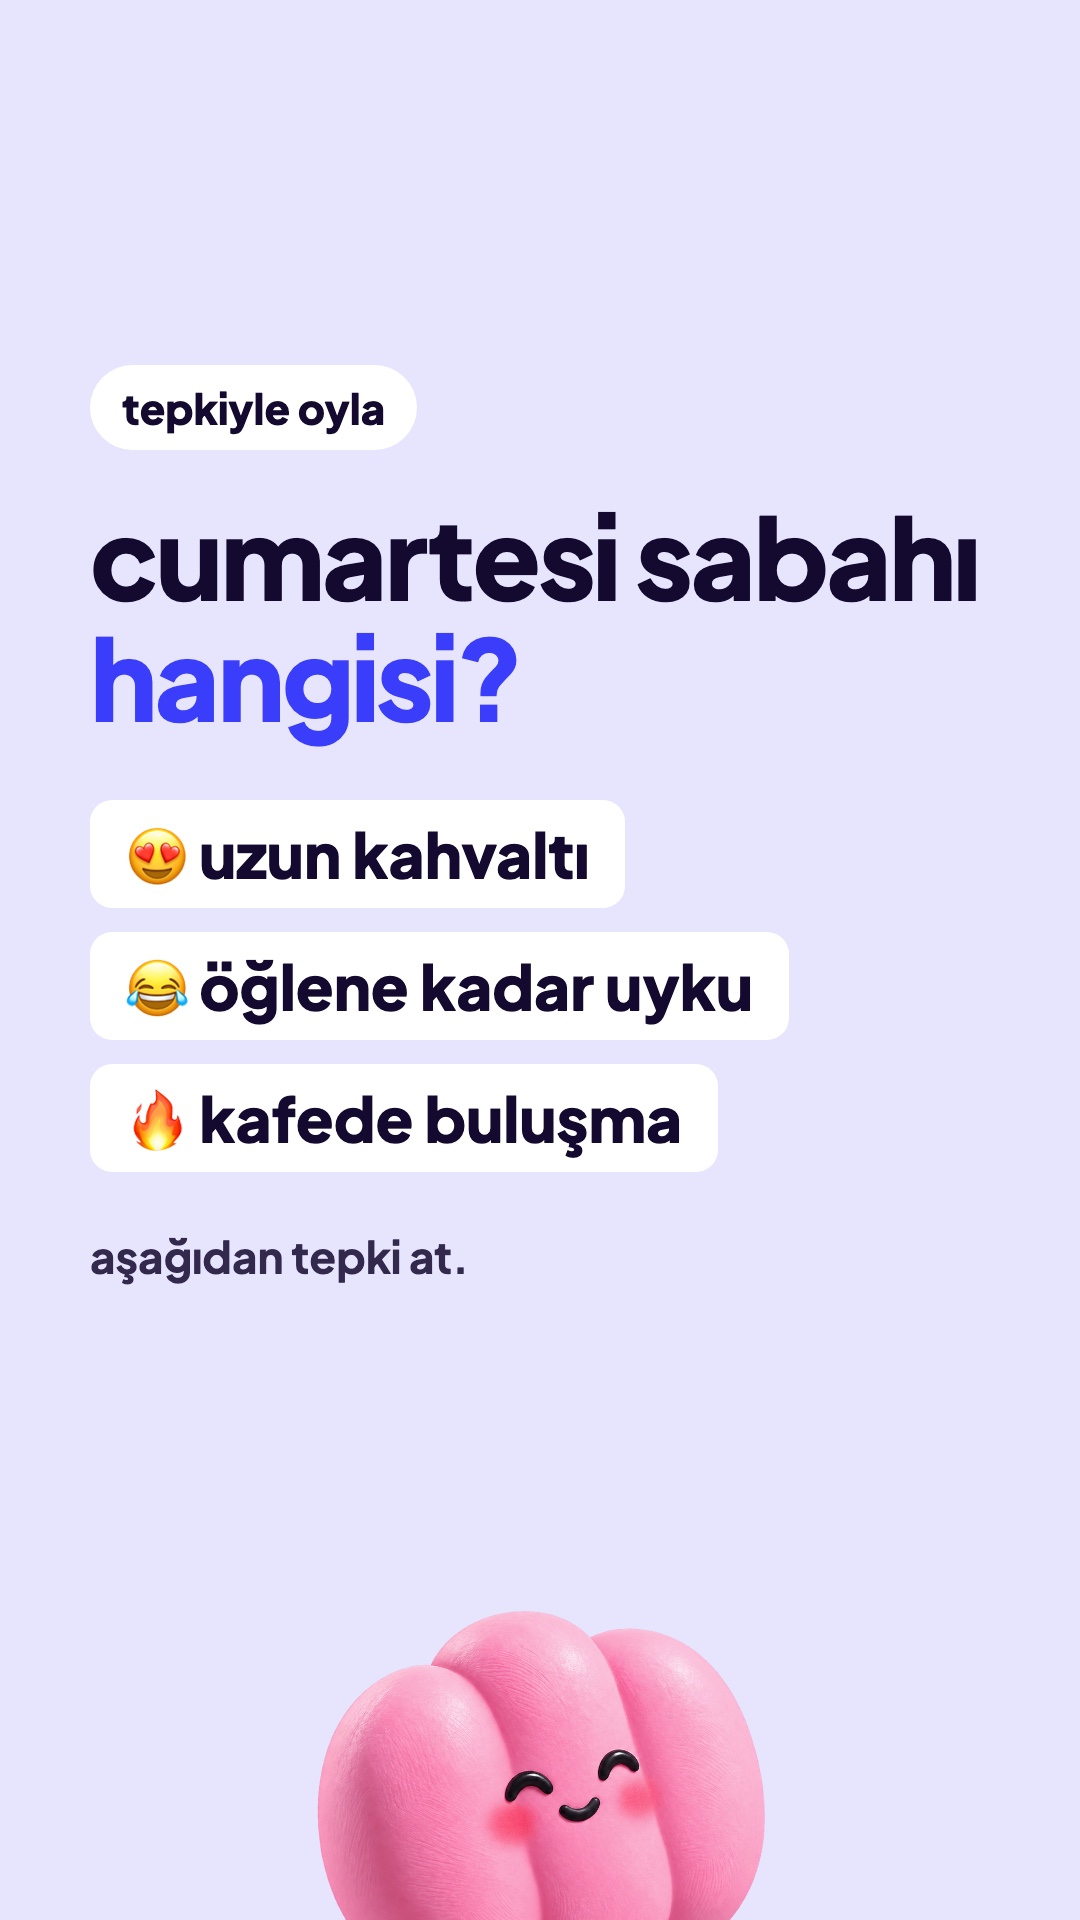 tepkiyle oyla
cumartesi sabahı
hangisi?
😍 uzun kahvaltı
😂 öğlene kadar uyku
🔥 kafede buluşma
aşağıdan tepki at.